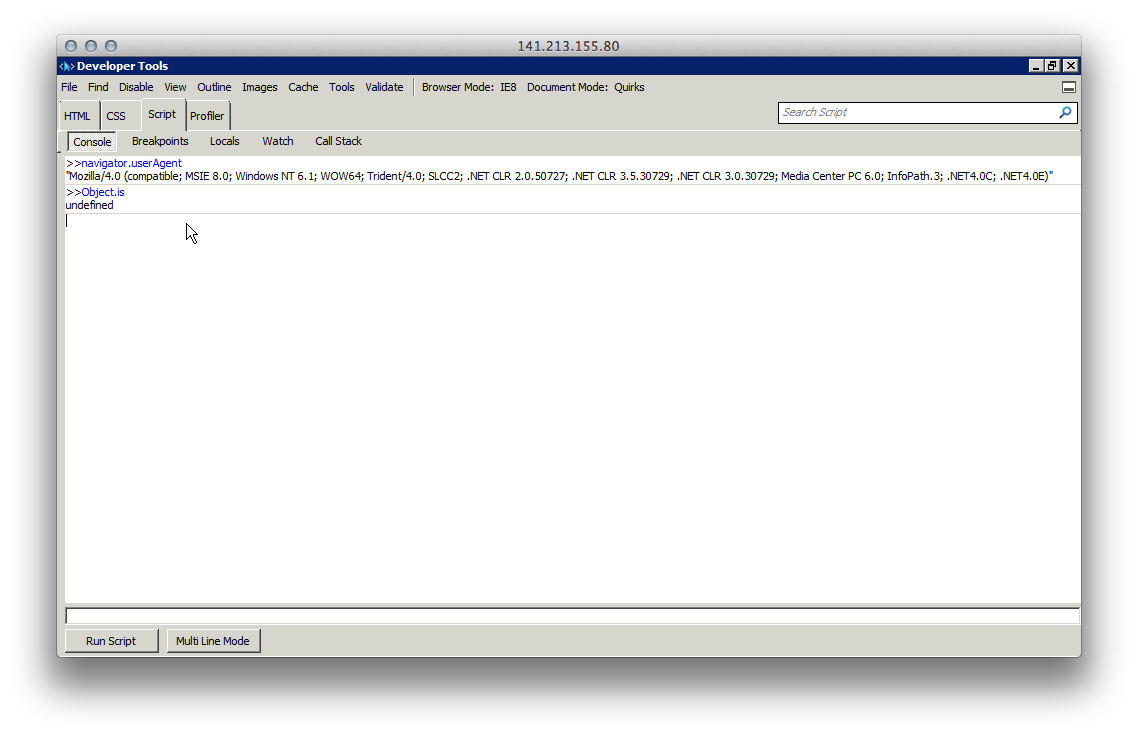 141.213.155.80
Developer Tools
File Find Disable View Outline Images Cache Tools Validate Browser Mode: IE8 Document Mode: Quirks
HTML CSS Script Profiler Search Script
Console Breakpoints Locals Watch Call Stack
>>navigator.userAgent
"Mozilla/4.0 (compatible; MSIE 8.0; Windows NT 6.1; WOW64; Trident/4.0; SLCC2; .NET CLR 2.0.50727; .NET CLR 3.5.30729; .NET CLR 3.0.30729; Media Center PC 6.0; InfoPath.3; .NET4.0C; .NET4.0E)"
>>Object.is
undefined
Run Script Multi Line Mode